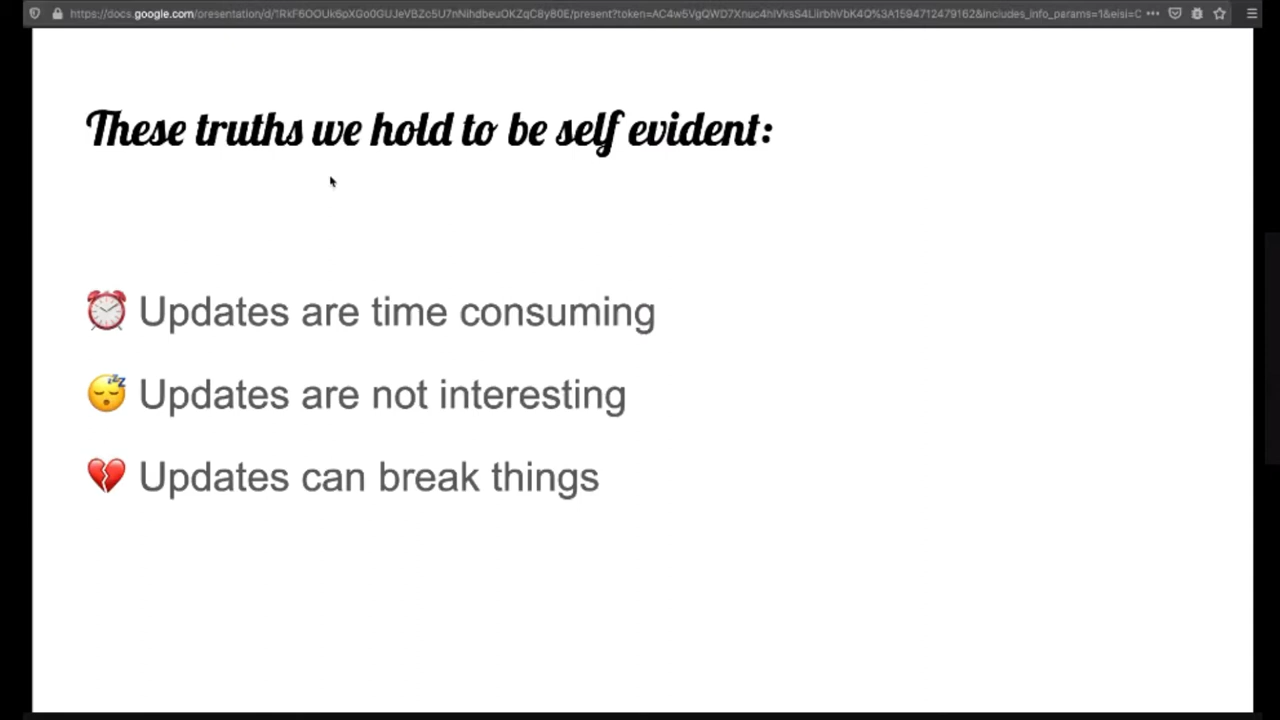 These truths we hold to be self evident:
⏰ Updates are time consuming
😴 Updates are not interesting
💔 Updates can break things